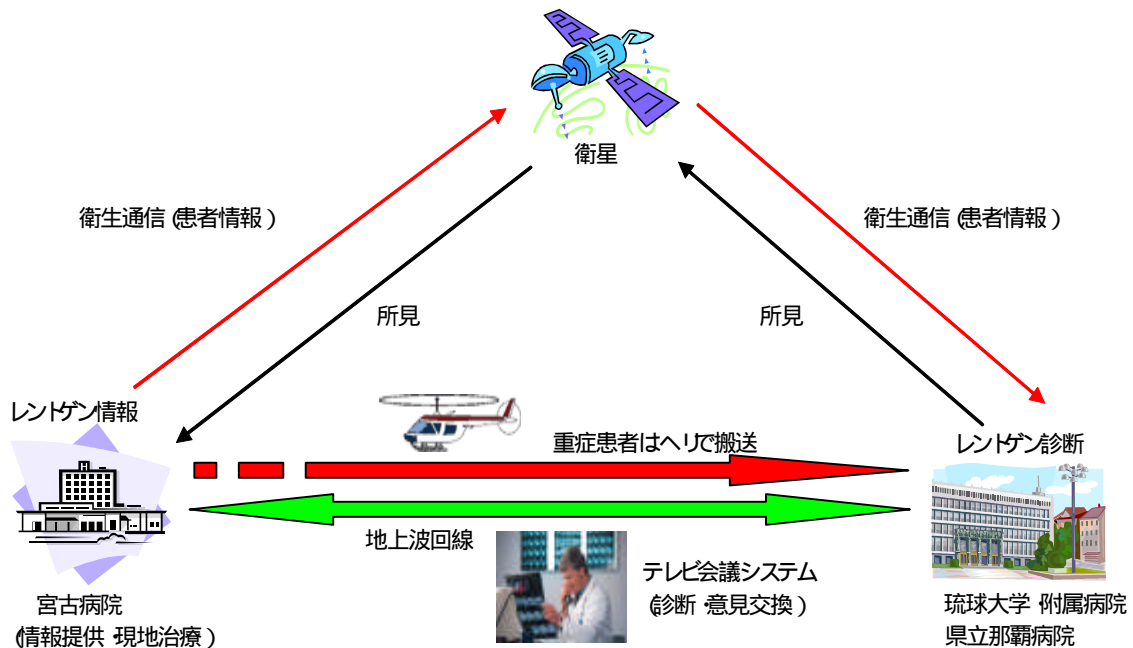 衛星
衛生通信（患者情報）
衛生通信（患者情報）
所見
所見
レントゲン情報
重症患者はヘリで搬送
レントゲン診断
地上波回線
テレビ会議システム
（診断・意見交換）
宮古病院
（情報提供・現地治療）
琉球大学・附属病院
県立那覇病院